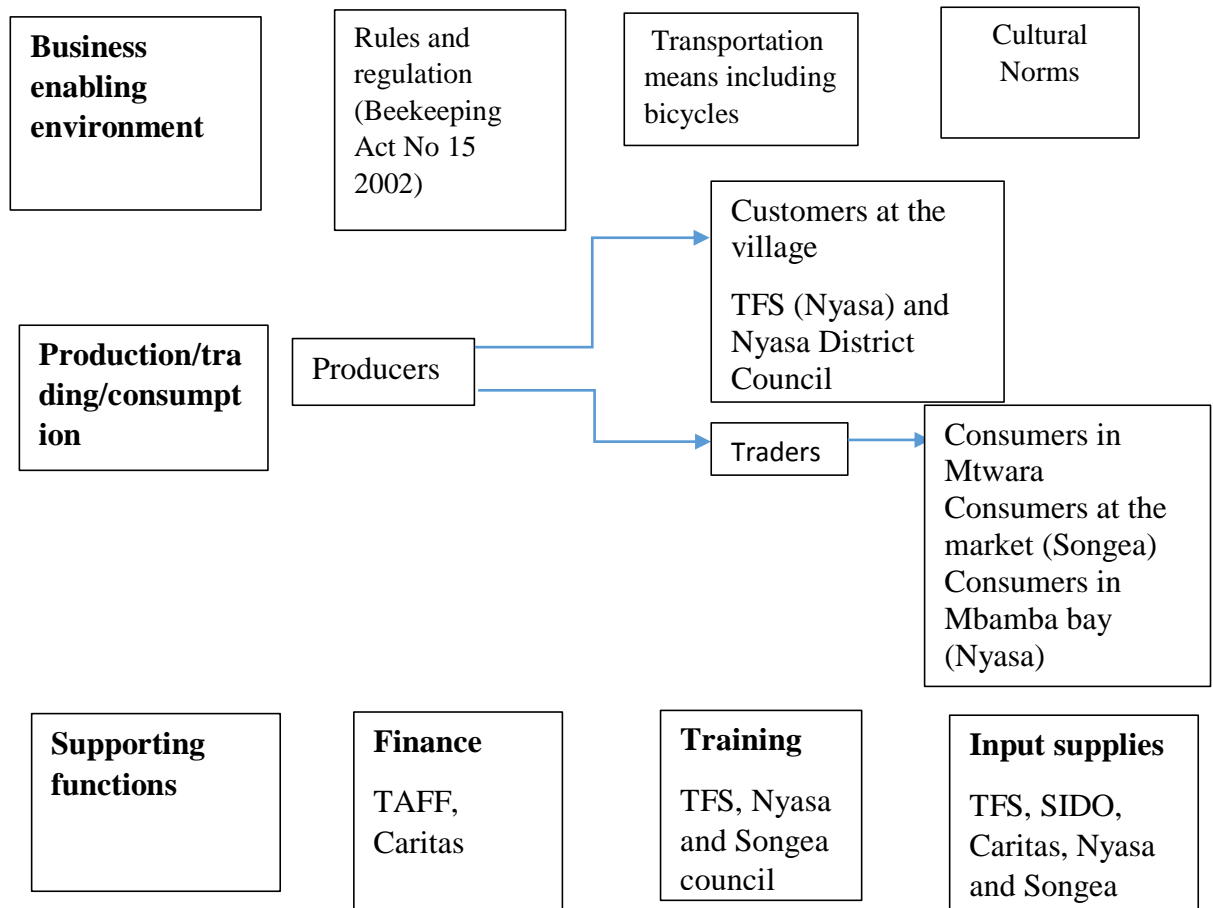 Business
enabling
environment
Rules and
regulation
(Beekeeping
Act No 15
2002)
Transportation
means including
bicycles
Cultural
Norms
Customers at the
village
TFS (Nyasa) and
Nyasa District
Council
Production/tra
ding/consumpt
ion
Producers
Traders
Consumers in
Mtwara
Consumers at the
market (Songea)
Consumers in
Mbamba bay
(Nyasa)
Supporting
functions
Finance
TAFF,
Caritas
Training
TFS, Nyasa
and Songea
council
Input supplies
TFS, SIDO,
Caritas, Nyasa
and Songea